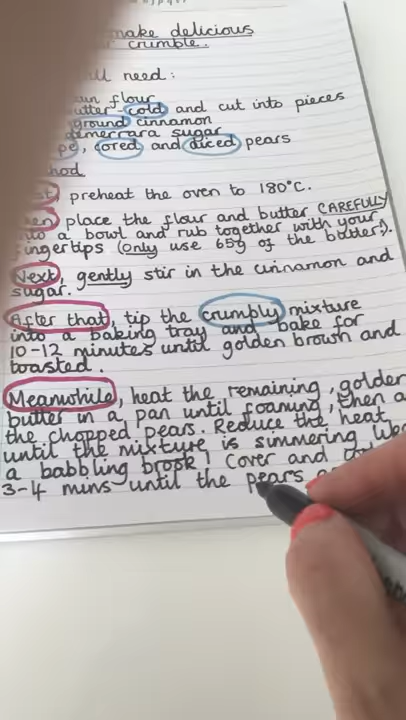 make delicious
crumble.
need:
flour
cold and cut into pieces
ground cinnamon
demerrara sugar
cored and diced pears
preheat the oven to 180°C.
place the flour and butter CAREFULLY
into a bowl and rub together with your
fingertips (only use 65g of the butter).
Next, gently stir in the cinnamon and
sugar.
After that, tip the crumbly mixture
into a baking tray and bake for
10-12 minutes until golden brown and
toasted.
Meanwhile, heat the remaining, golden
butter in a pan until foaming, then a
the chopped pears. Reduce the heat
until the mixture is simmering like
a babbling brook! Cover and
3-4 mins until the pears